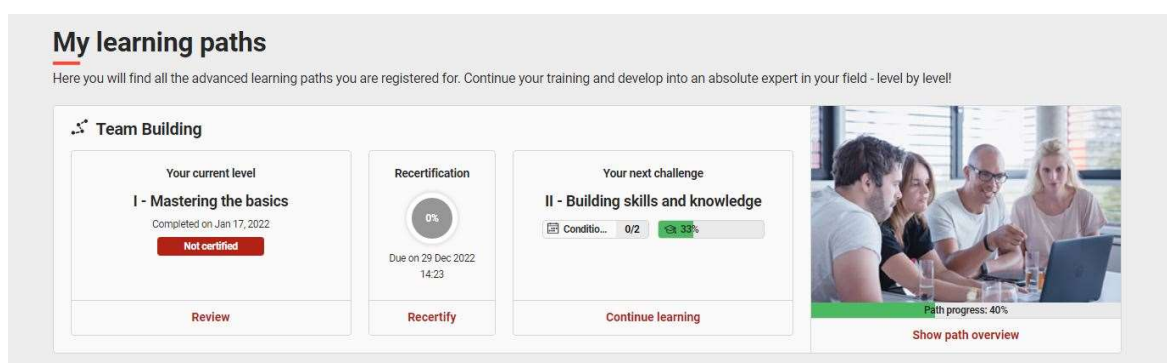 My learning paths
Here you will find all the advanced learning paths you are registered for. Continue your training and develop into an absolute expert in your field - level by level!
Team Building
Your current level
I - Mastering the basics
Completed on Jan 17, 2022
Not certified
Review
Recertification
0%
Due on 29 Dec 2022
14:23
Recertify
Your next challenge
II - Building skills and knowledge
Conditio... 0/2 33%
Continue learning
Path progress: 40%
Show path overview